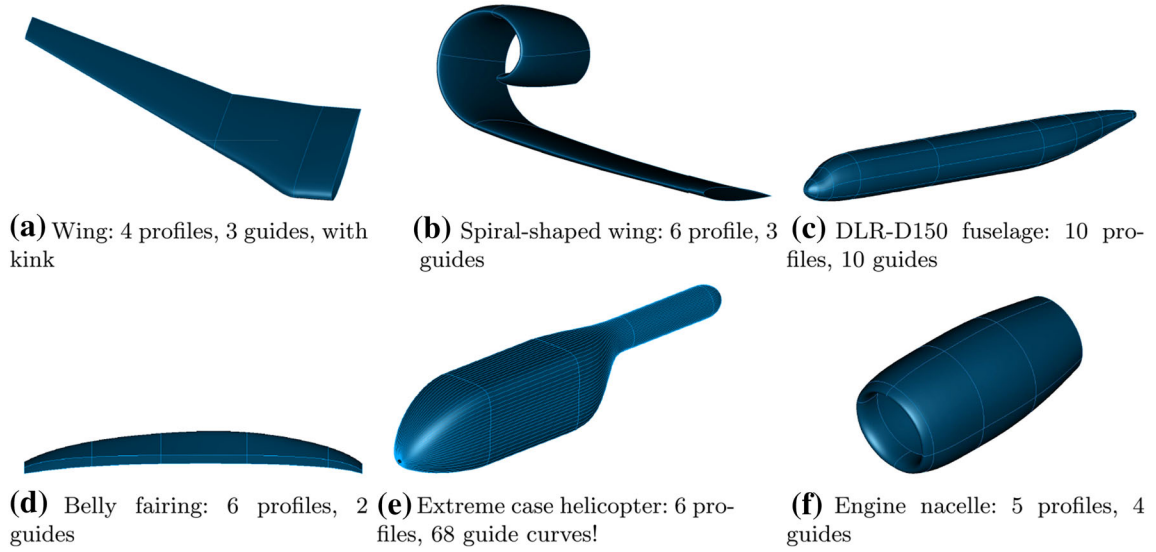 (a) Wing: 4 profiles, 3 guides, with
kink
(b) Spiral-shaped wing: 6 profile, 3
guides
(c) DLR-D150 fuselage: 10 pro-
files, 10 guides
(d) Belly fairing: 6 profiles, 2
guides
(e) Extreme case helicopter: 6 pro-
files, 68 guide curves!
(f) Engine nacelle: 5 profiles, 4
guides